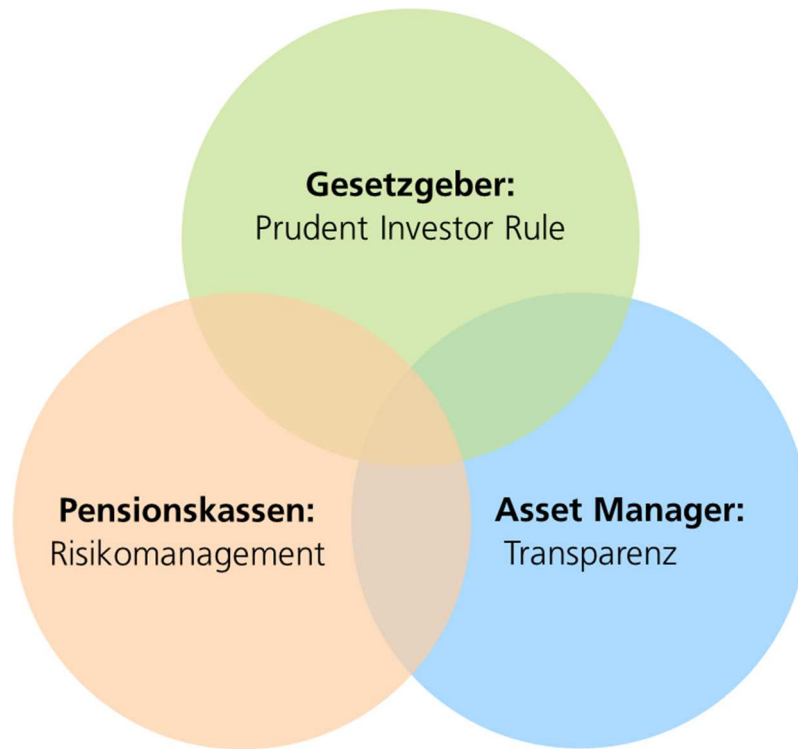 Gesetzgeber:
Prudent Investor Rule
Pensionskassen:
Risikomanagement
Asset Manager:
Transparenz